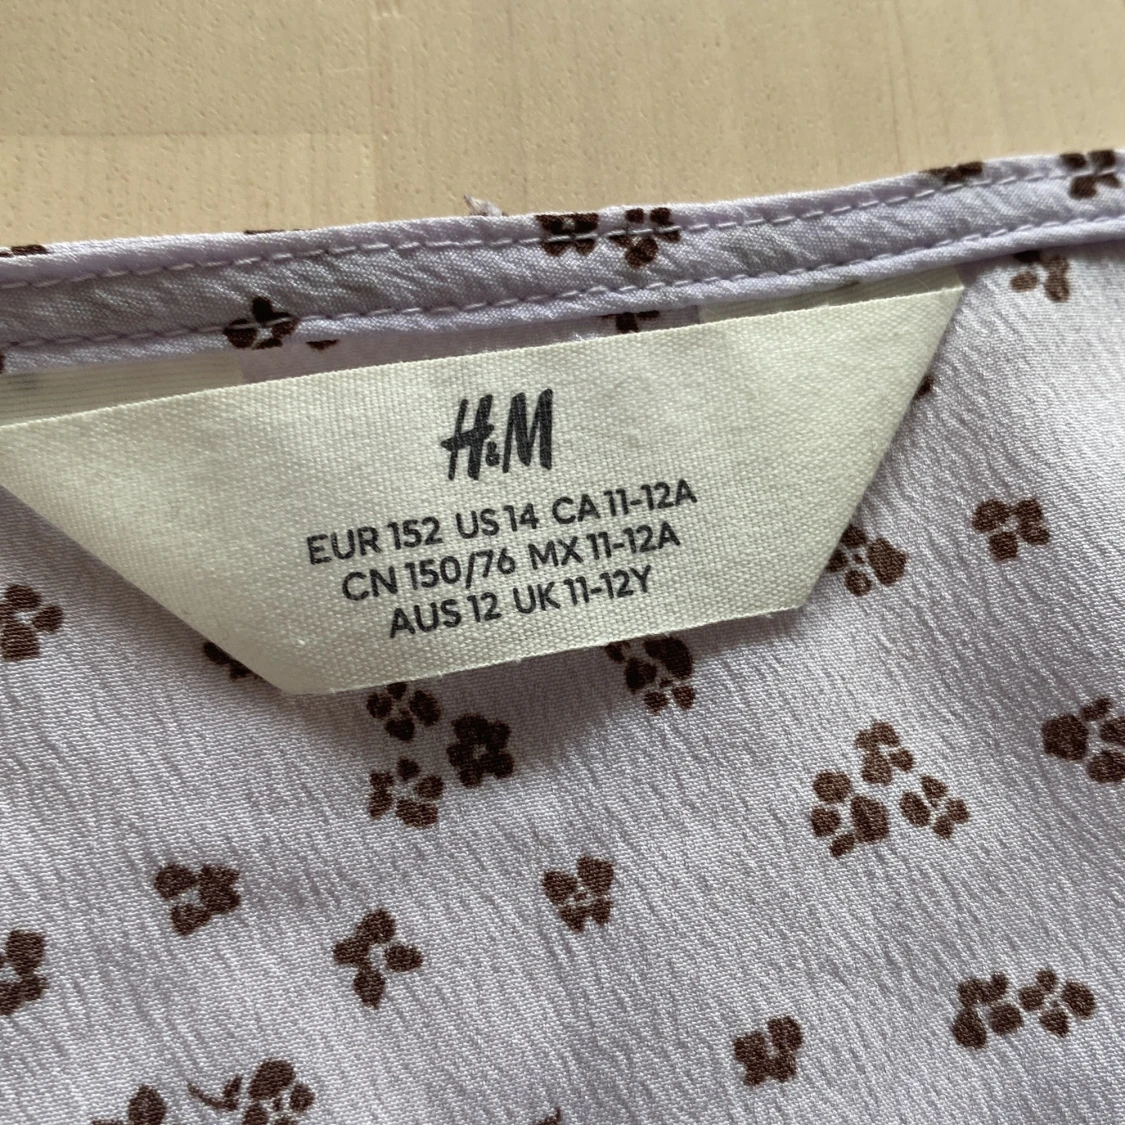 H&M
EUR 152 US 14 CA 11-12A
CN 150/76 MX 11-12A
AUS 12 UK 11-12Y